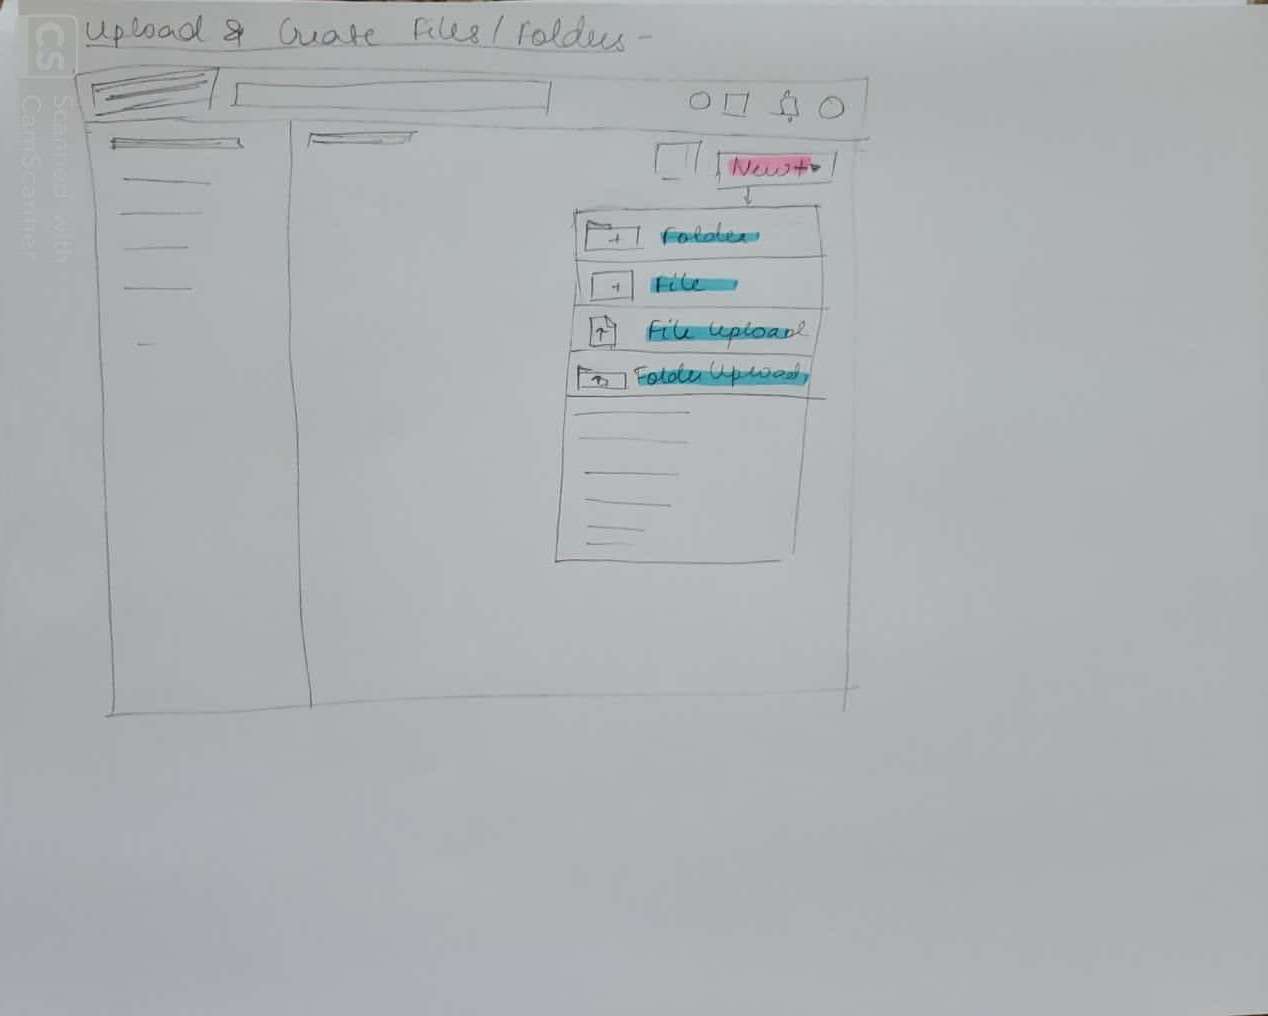 Upload & Create Files/Folders -
New+
Folder
File
File Upload
Folder Upload
CS
Scanned with
CamScanner